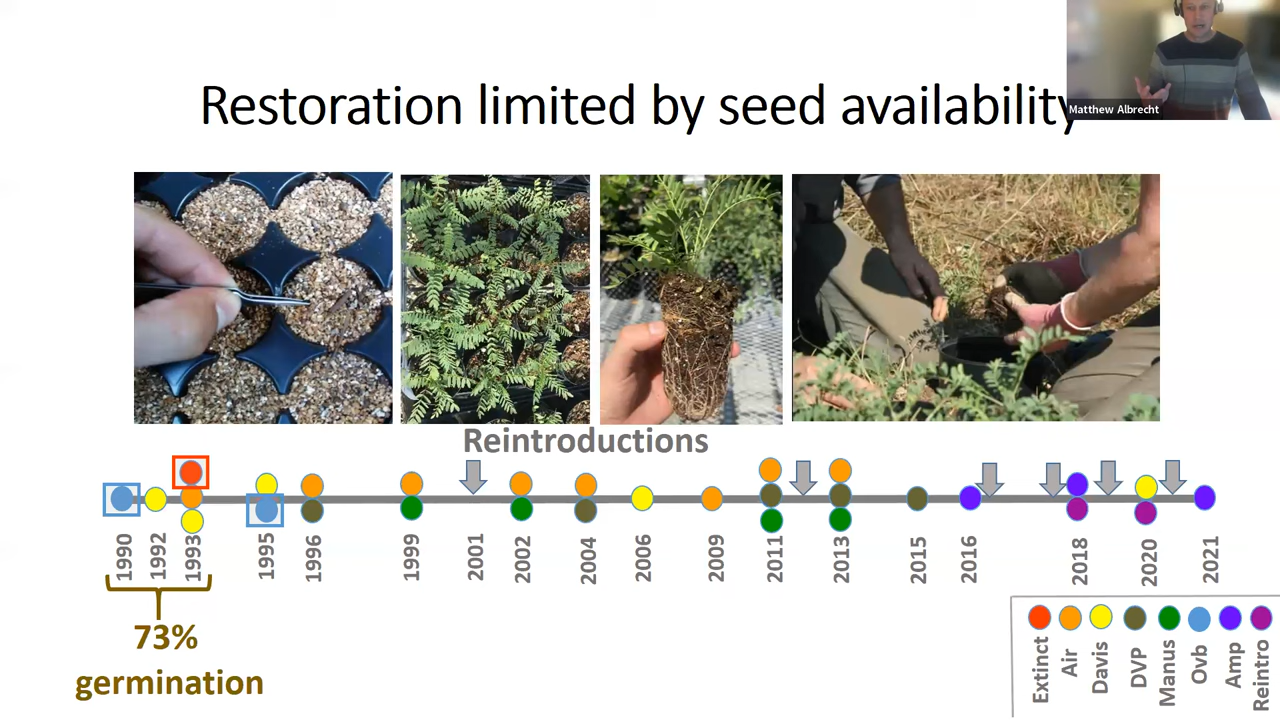 Restoration limited by seed availability
Matthew Albrecht
Reintroductions
1990
1992
1993
1995
1996
1999
2001
2002
2004
2006
2009
2011
2013
2015
2016
2018
2020
2021
73%
germination
Extinct
Air
Davis
DVP
Manus
Ovb
Amp
Reintro